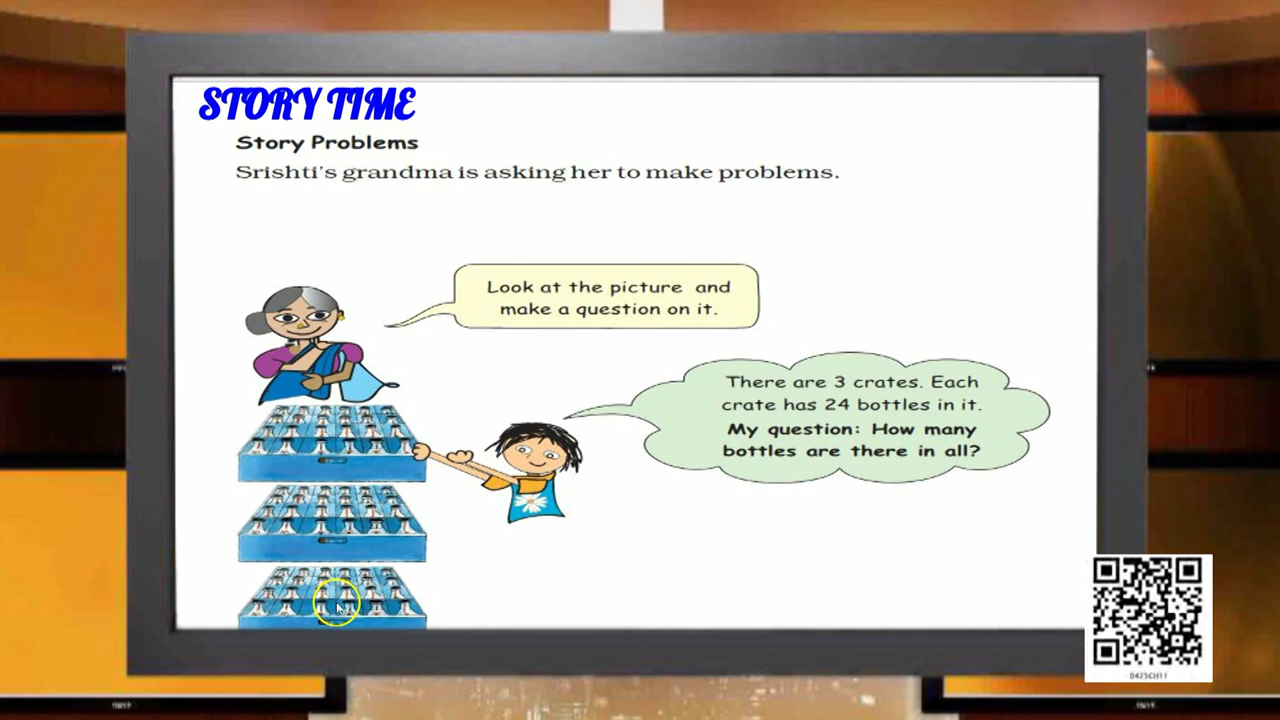 STORY TIME
Story Problems
Srishti's grandma is asking her to make problems.
Look at the picture and
make a question on it.
There are 3 crates. Each
crate has 24 bottles in it.
My question: How many
bottles are there in all?
0425CH11